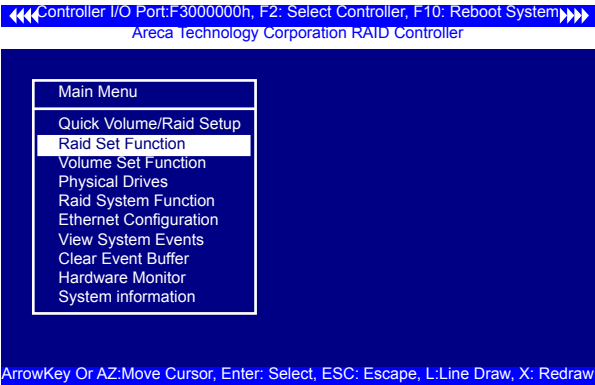 Controller I/O Port:F3000000h, F2: Select Controller, F10: Reboot System
Areca Technology Corporation RAID Controller
Main Menu
Quick Volume/Raid Setup
Raid Set Function
Volume Set Function
Physical Drives
Raid System Function
Ethernet Configuration
View System Events
Clear Event Buffer
Hardware Monitor
System information
ArrowKey Or AZ:Move Cursor, Enter: Select, ESC: Escape, L:Line Draw, X: Redraw